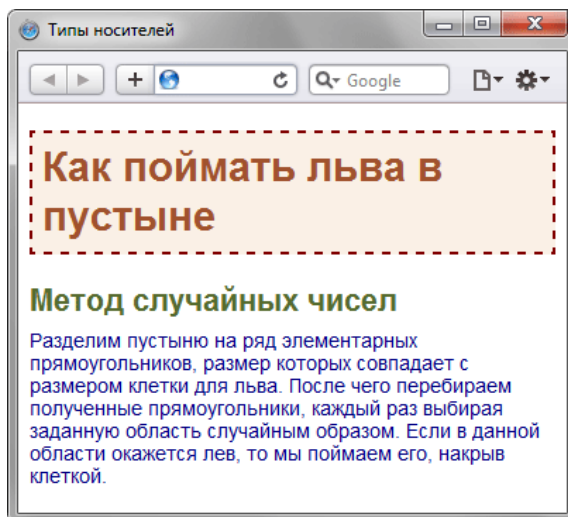 Типы носителей
Google
Как поймать льва в
пустыне
Метод случайных чисел
Разделим пустыню на ряд элементарных
прямоугольников, размер которых совпадает с
размером клетки для льва. После чего перебираем
полученные прямоугольники, каждый раз выбирая
заданную область случайным образом. Если в данной
области окажется лев, то мы поймаем его, накрыв
клеткой.